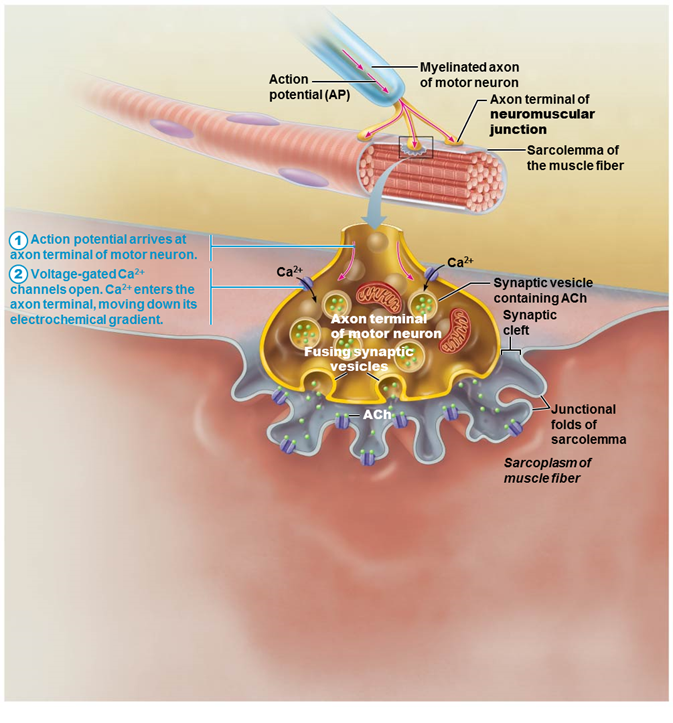 Myelinated axon
of motor neuron
Action
potential (AP)
Axon terminal of
neuromuscular
junction
Sarcolemma of
the muscle fiber
1 Action potential arrives at
axon terminal of motor neuron.
2 Voltage-gated Ca2+
channels open. Ca2+ enters the
axon terminal, moving down its
electrochemical gradient.
Ca2+
Ca2+
Synaptic vesicle
containing ACh
Axon terminal
of motor neuron
Synaptic
cleft
Fusing synaptic
vesicles
ACh
Junctional
folds of
sarcolemma
Sarcoplasm of
muscle fiber